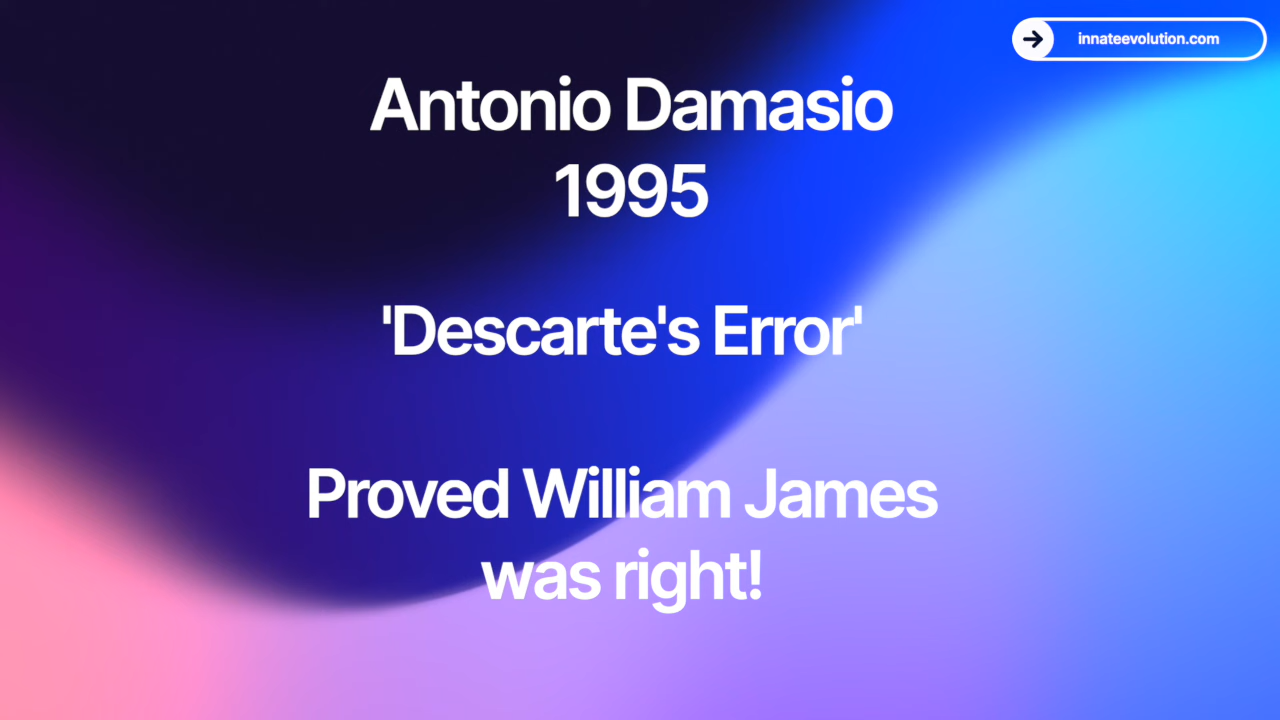 innateevolution.com
Antonio Damasio
1995
'Descarte's Error'
Proved William James
was right!